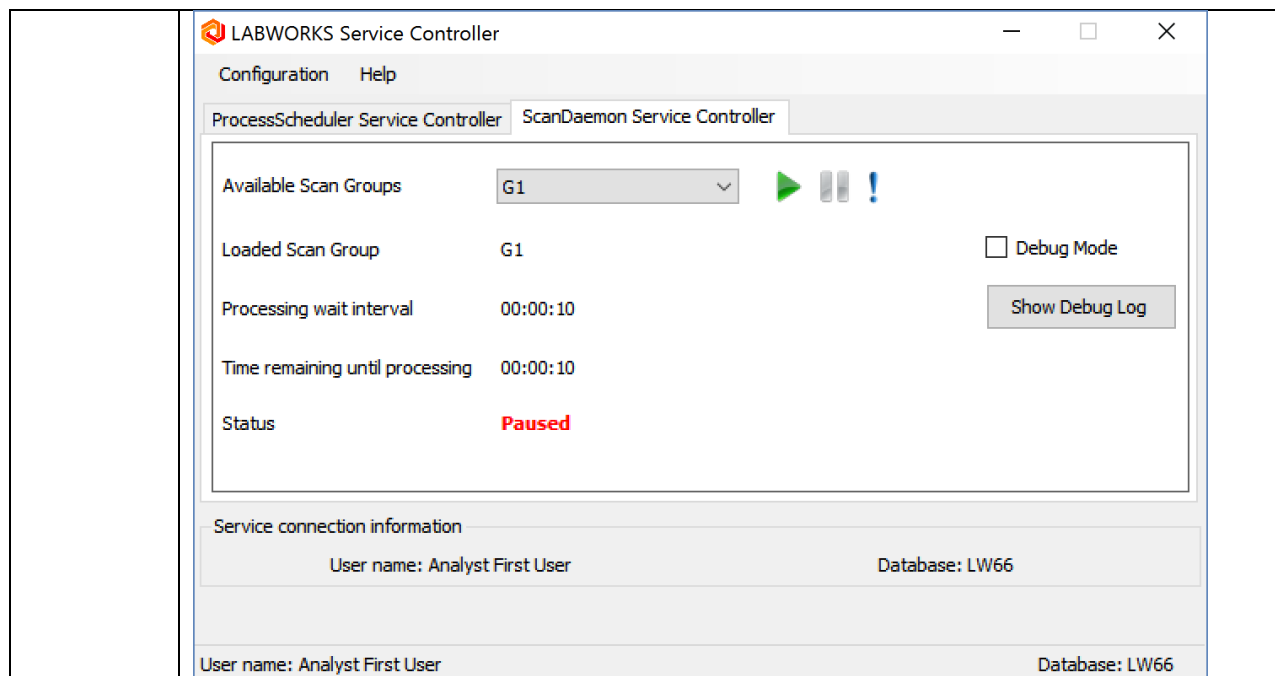 LABWORKS Service Controller
Configuration Help
ProcessScheduler Service Controller ScanDaemon Service Controller
Available Scan Groups G1
Loaded Scan Group G1 Debug Mode
Processing wait interval 00:00:10 Show Debug Log
Time remaining until processing 00:00:10
Status Paused
Service connection information
User name: Analyst First User Database: LW66
User name: Analyst First User Database: LW66